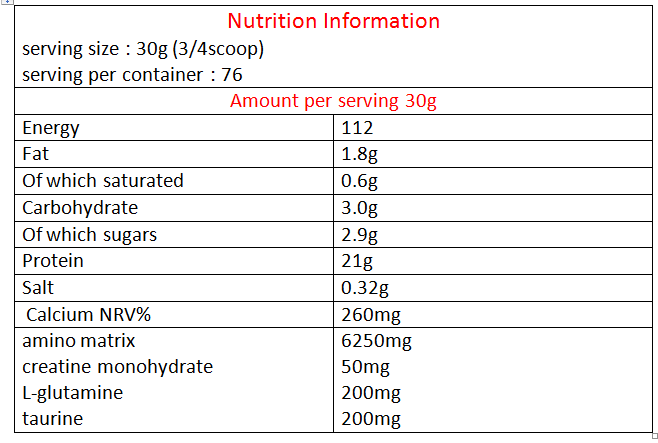 Nutrition Information
serving size : 30g (3/4scoop)
serving per container : 76
Amount per serving 30g
Energy 112
Fat 1.8g
Of which saturated 0.6g
Carbohydrate 3.0g
Of which sugars 2.9g
Protein 21g
Salt 0.32g
Calcium NRV% 260mg
amino matrix 6250mg
creatine monohydrate 50mg
L-glutamine 200mg
taurine 200mg